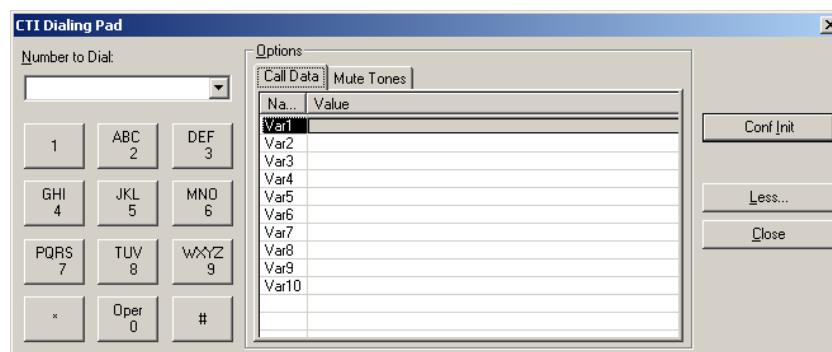 CTI Dialing Pad
Number to Dial:
1
ABC
2
DEF
3
GHI
4
JKL
5
MNO
6
PQRS
7
TUV
8
WXYZ
9
*
Oper
0
#
Options
Call Data
Mute Tones
Na... Value
Var1
Var2
Var3
Var4
Var5
Var6
Var7
Var8
Var9
Var10
Conf Init
Less...
Close